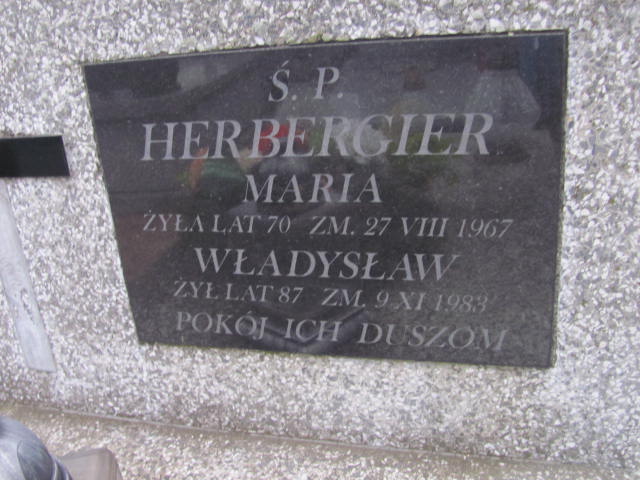 Ś. P.
HERBERGIER
MARIA
ŻYŁA LAT 70 ZM. 27 VIII 1967
WŁADYSŁAW
ŻYŁ LAT 87 ZM. 9 XI 1983
POKÓJ ICH DUSZOM